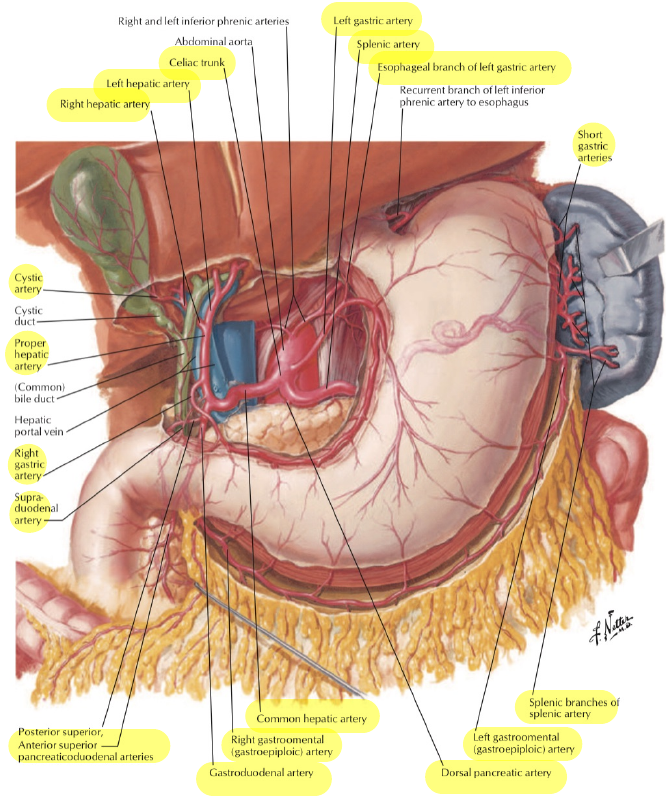 Right and left inferior phrenic arteries
Left gastric artery
Abdominal aorta
Splenic artery
Celiac trunk
Esophageal branch of left gastric artery
Left hepatic artery
Recurrent branch of left inferior
phrenic artery to esophagus
Right hepatic artery
Short
gastric
arteries
Cystic
artery
Cystic
duct
Proper
hepatic
artery
(Common)
bile duct
Hepatic
portal vein
Right
gastric
artery
Supra-
duodenal
artery
F. Netter
M.D.
Splenic branches of
splenic artery
Common hepatic artery
Posterior superior,
Anterior superior
pancreaticoduodenal arteries
Right gastroomental
(gastroepiploic) artery
Left gastroomental
(gastroepiploic) artery
Gastroduodenal artery
Dorsal pancreatic artery